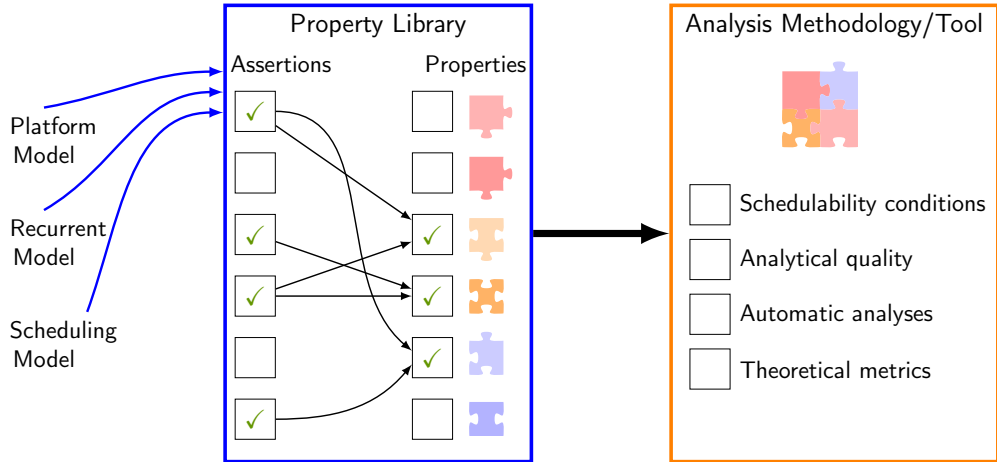 Property Library
Assertions
Properties
Platform
Model
Recurrent
Model
Scheduling
Model
Analysis Methodology/Tool
Schedulability conditions
Analytical quality
Automatic analyses
Theoretical metrics